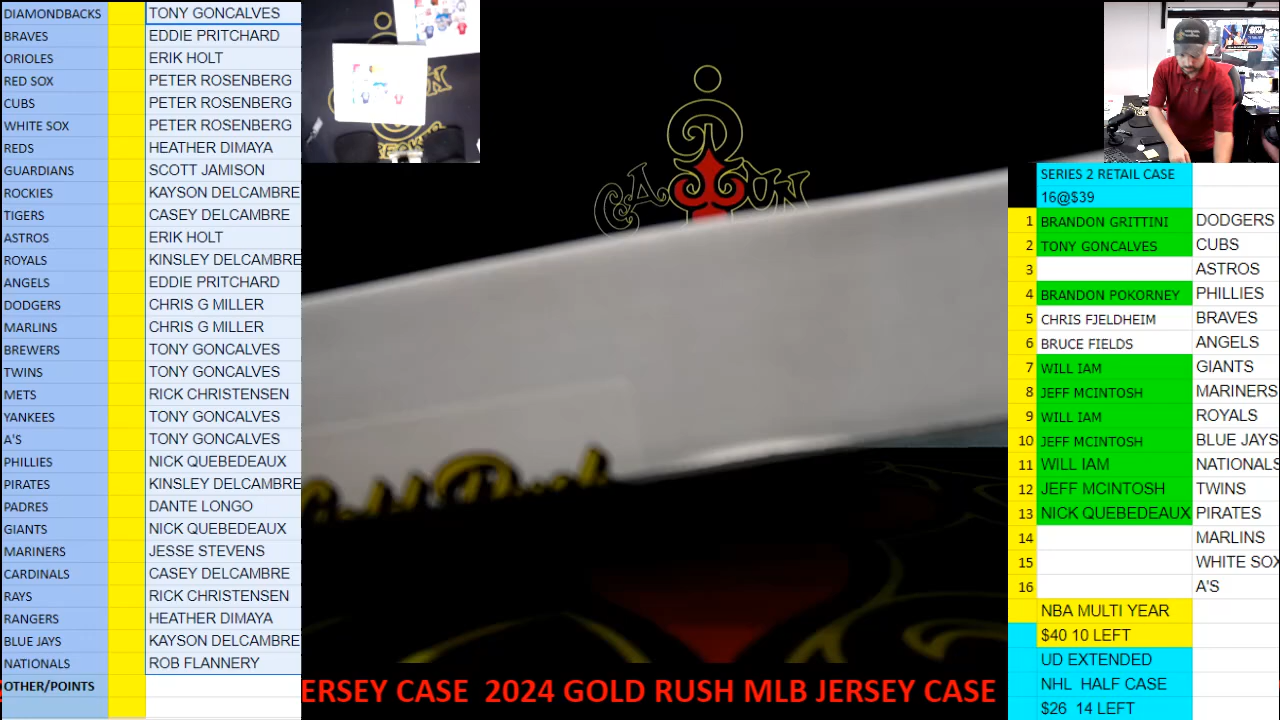 DIAMONDBACKS TONY GONCALVES
BRAVES EDDIE PRITCHARD
ORIOLES ERIK HOLT
RED SOX PETER ROSENBERG
CUBS PETER ROSENBERG
WHITE SOX PETER ROSENBERG
REDS HEATHER DIMAYA
GUARDIANS SCOTT JAMISON
ROCKIES KAYSON DELCAMBRE
TIGERS CASEY DELCAMBRE
ASTROS ERIK HOLT
ROYALS KINSLEY DELCAMBRE
ANGELS EDDIE PRITCHARD
DODGERS CHRIS G MILLER
MARLINS CHRIS G MILLER
BREWERS TONY GONCALVES
TWINS TONY GONCALVES
METS RICK CHRISTENSEN
YANKEES TONY GONCALVES
A'S TONY GONCALVES
PHILLIES NICK QUEBEDEAUX
PIRATES KINSLEY DELCAMBRE
PADRES DANTE LONGO
GIANTS NICK QUEBEDEAUX
MARINERS JESSE STEVENS
CARDINALS CASEY DELCAMBRE
RAYS RICK CHRISTENSEN
RANGERS HEATHER DIMAYA
BLUE JAYS KAYSON DELCAMBRE
NATIONALS ROB FLANNERY
OTHER/POINTS
ERSEY CASE 2024 GOLD RUSH MLB JERSEY CASE
SERIES 2 RETAIL CASE
16@$39
1 BRANDON GRITTINI DODGERS
2 TONY GONCALVES CUBS
3 ASTROS
4 BRANDON POKORNEY PHILLIES
5 CHRIS FJELDHEIM BRAVES
6 BRUCE FIELDS ANGELS
7 WILL IAM GIANTS
8 JEFF MCINTOSH MARINERS
9 WILL IAM ROYALS
10 JEFF MCINTOSH BLUE JAYS
11 WILL IAM NATIONALS
12 JEFF MCINTOSH TWINS
13 NICK QUEBEDEAUX PIRATES
14 MARLINS
15 WHITE SOX
16 A'S
NBA MULTI YEAR
$40 10 LEFT
UD EXTENDED
NHL HALF CASE
$26 14 LEFT